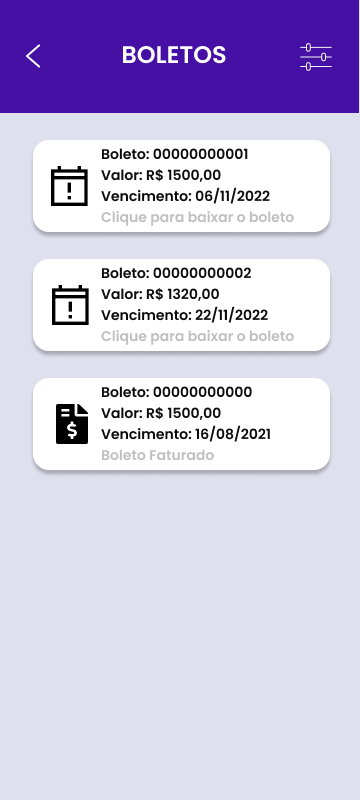 BOLETOS
Boleto: 00000000001
Valor: R$ 1500,00
Vencimento: 06/11/2022
Clique para baixar o boleto
Boleto: 00000000002
Valor: R$ 1320,00
Vencimento: 22/11/2022
Clique para baixar o boleto
Boleto: 00000000000
Valor: R$ 1500,00
Vencimento: 16/08/2021
Boleto Faturado